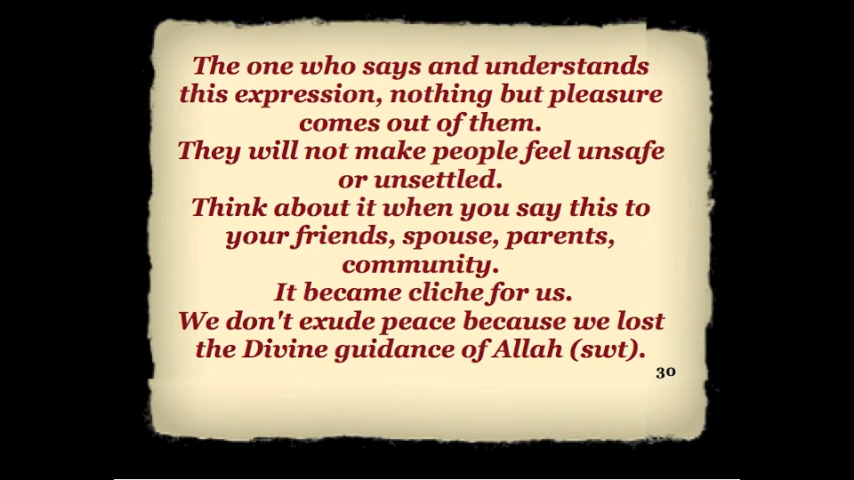 The one who says and understands
this expression, nothing but pleasure
comes out of them.
They will not make people feel unsafe
or unsettled.
Think about it when you say this to
your friends, spouse, parents,
community.
It became cliche for us.
We don't exude peace because we lost
the Divine guidance of Allah (swt).
30